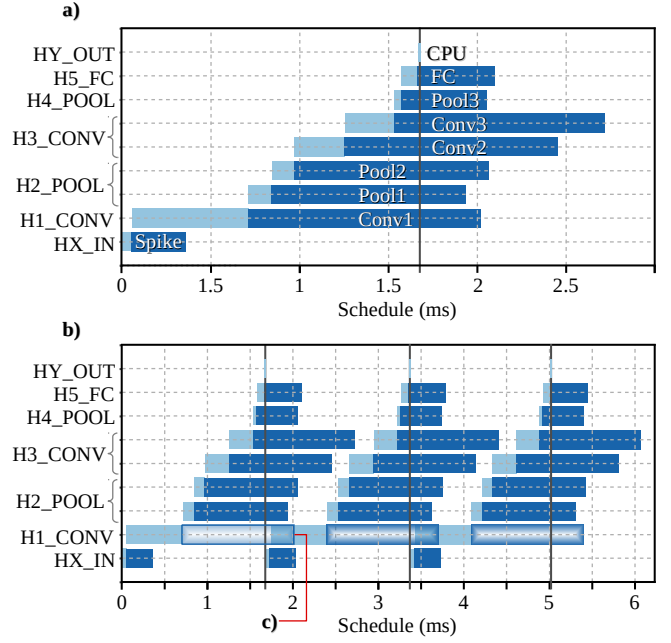 a)
HY_OUT
CPU
H5_FC
FC
H4_POOL
Pool3
H3_CONV
Conv3
Conv2
H2_POOL
Pool2
Pool1
H1_CONV
Conv1
HX_IN
Spike
0 1.5 1 1.5 2 2.5
Schedule (ms)
b)
HY_OUT
H5_FC
H4_POOL
H3_CONV
H2_POOL
H1_CONV
HX_IN
0 1 2 3 4 5 6
c)
Schedule (ms)